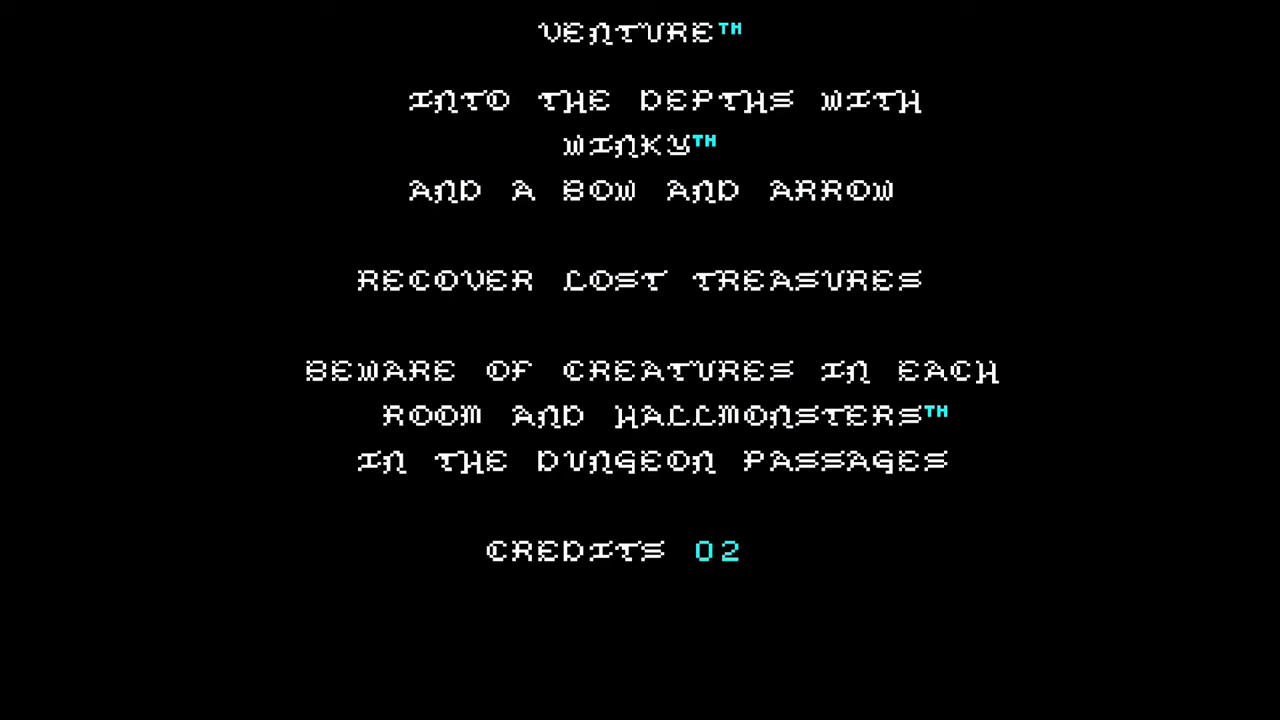 VENTURE™
INTO THE DEPTHS WITH
WINKY™
AND A BOW AND ARROW
RECOVER LOST TREASURES
BEWARE OF CREATURES IN EACH
ROOM AND HALLMONSTERS™
IN THE DUNGEON PASSAGES
CREDITS 02